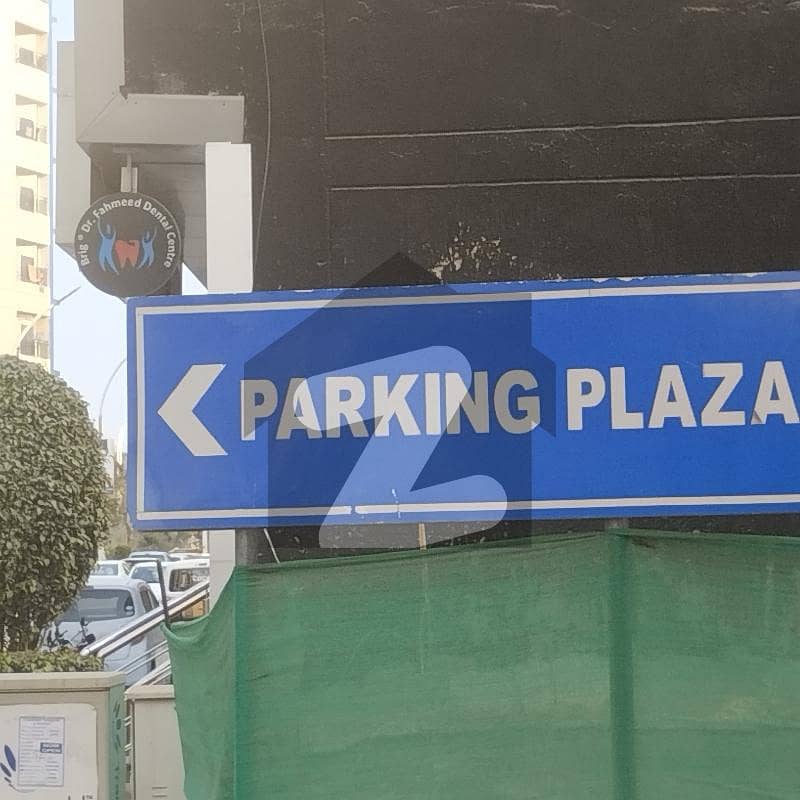 Brig ® Dr. Fahmeed Dental Centre
PARKING PLAZA